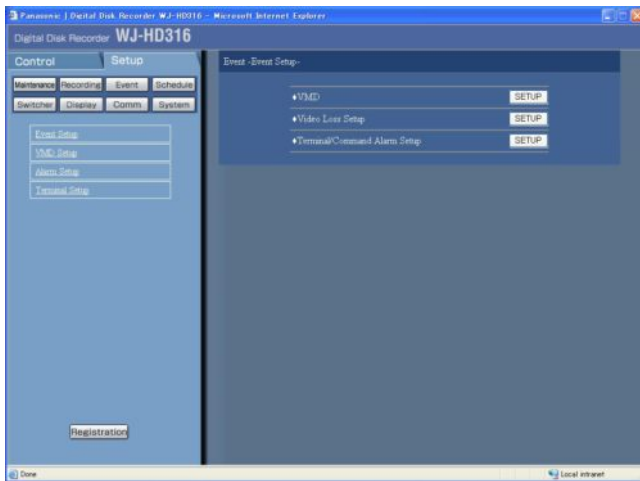 Panasonic | Digital Disk Recorder WJ-HD316 - Microsoft Internet Explorer
Digital Disk Recorder WJ-HD316
Control Setup
Maintenance Recording Event Schedule
Switcher Display Comm System
Event Setup
VMD Setup
Alarm Setup
Terminal Setup
Registration
Event -Event Setup-
♦VMD SETUP
♦Video Loss Setup SETUP
♦Terminal/Command Alarm Setup SETUP
Done Local intranet